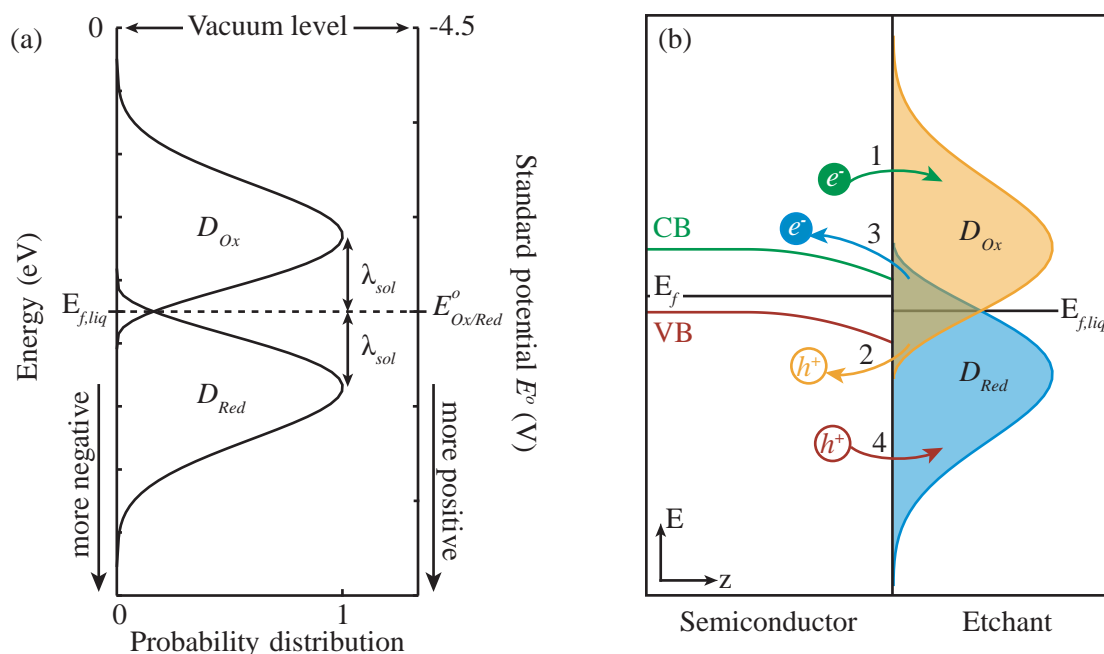 (a)
0
Vacuum level
-4.5
D_Ox
λ_sol
E_f,liq
E°_Ox/Red
λ_sol
D_Red
Energy (eV)
more negative
more positive
Standard potential E° (V)
0
1
Probability distribution
(b)
1
e-
D_Ox
e-
3
CB
E_f
E_f,liq
VB
2
h+
D_Red
h+
4
E
z
Semiconductor
Etchant